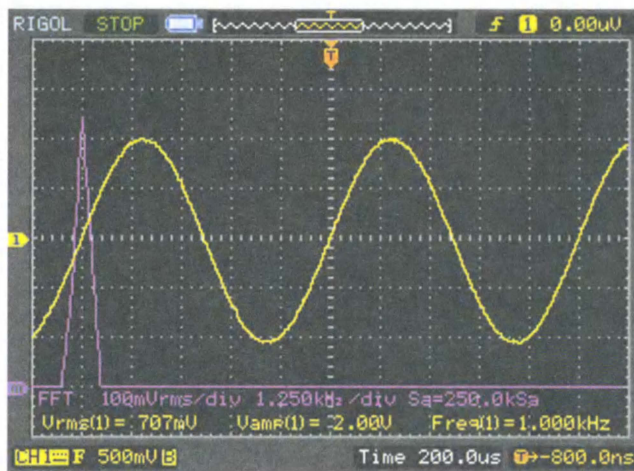 RIGOL STOP T f 1 0.00uV
T
1
M
FFT 100mVrms/div 1.250kHz/div Sa=250.0kSa
Vrms(1)= 707mV Vamp(1)= 2.00V Freq(1)=1.000kHz
CH1 F 500mV B Time 200.0us T→-800.0ns